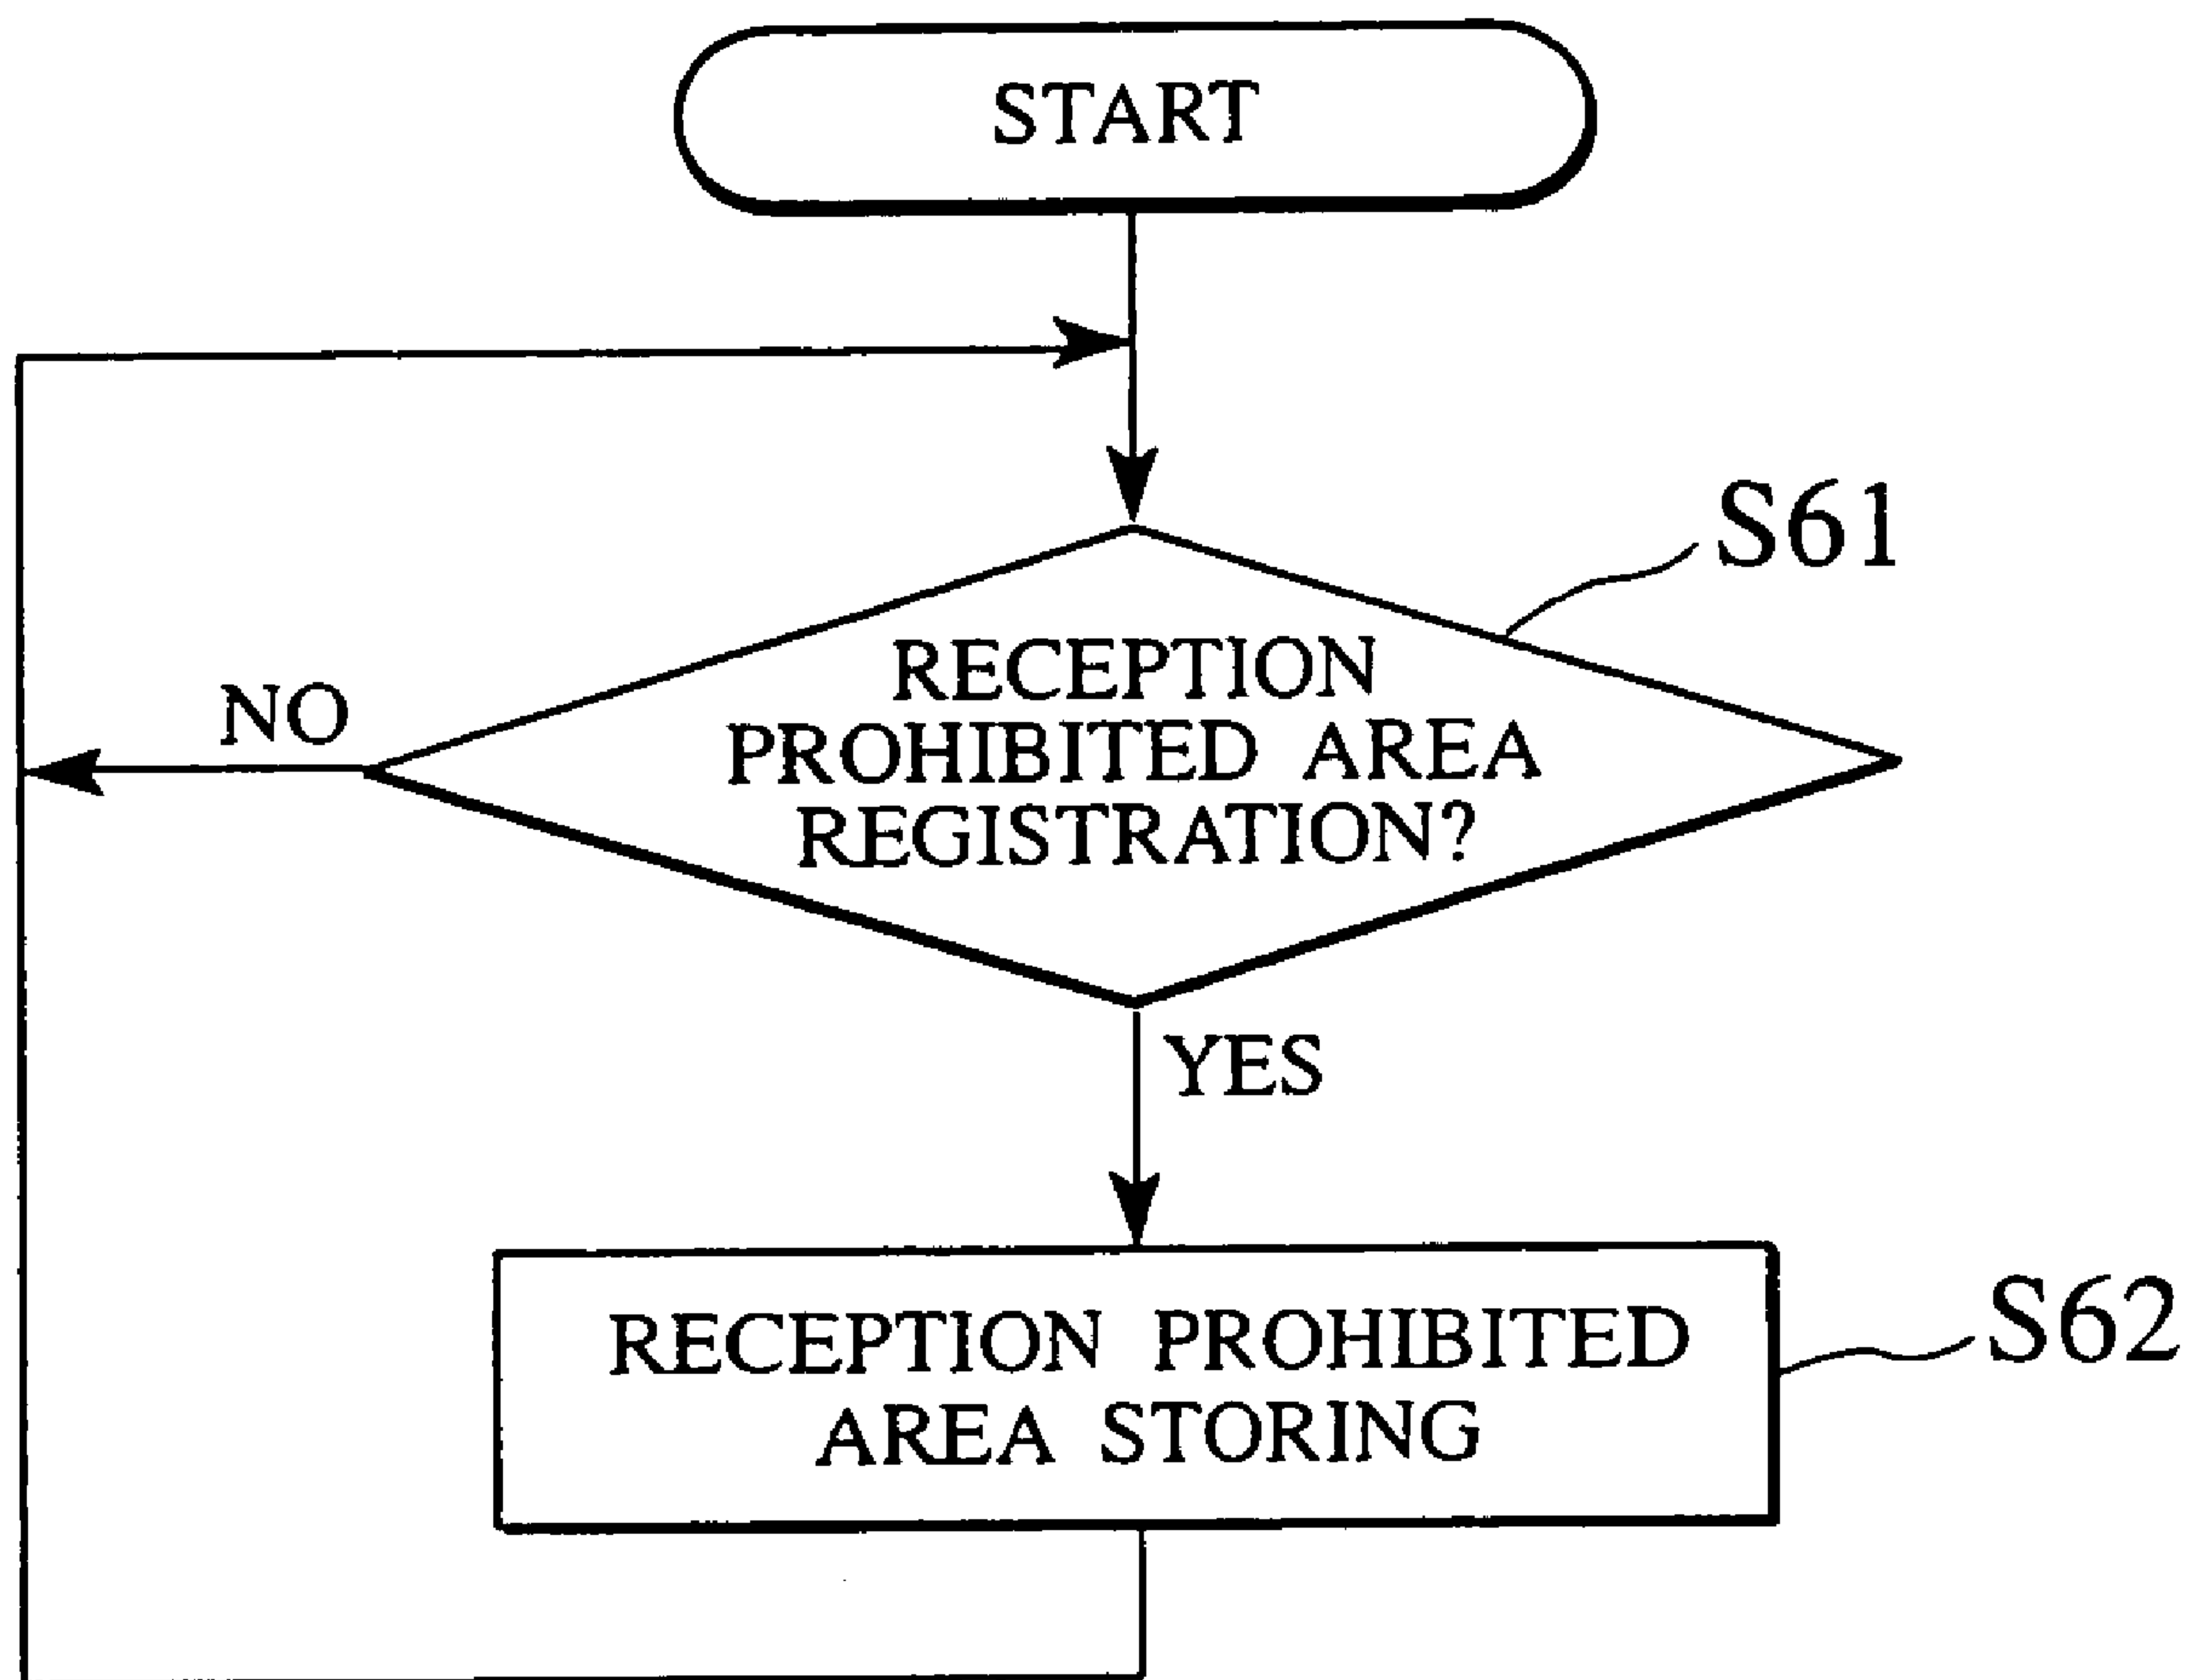 START
S61
RECEPTION
PROHIBITED AREA
REGISTRATION?
NO
YES
RECEPTION PROHIBITED
AREA STORING
S62